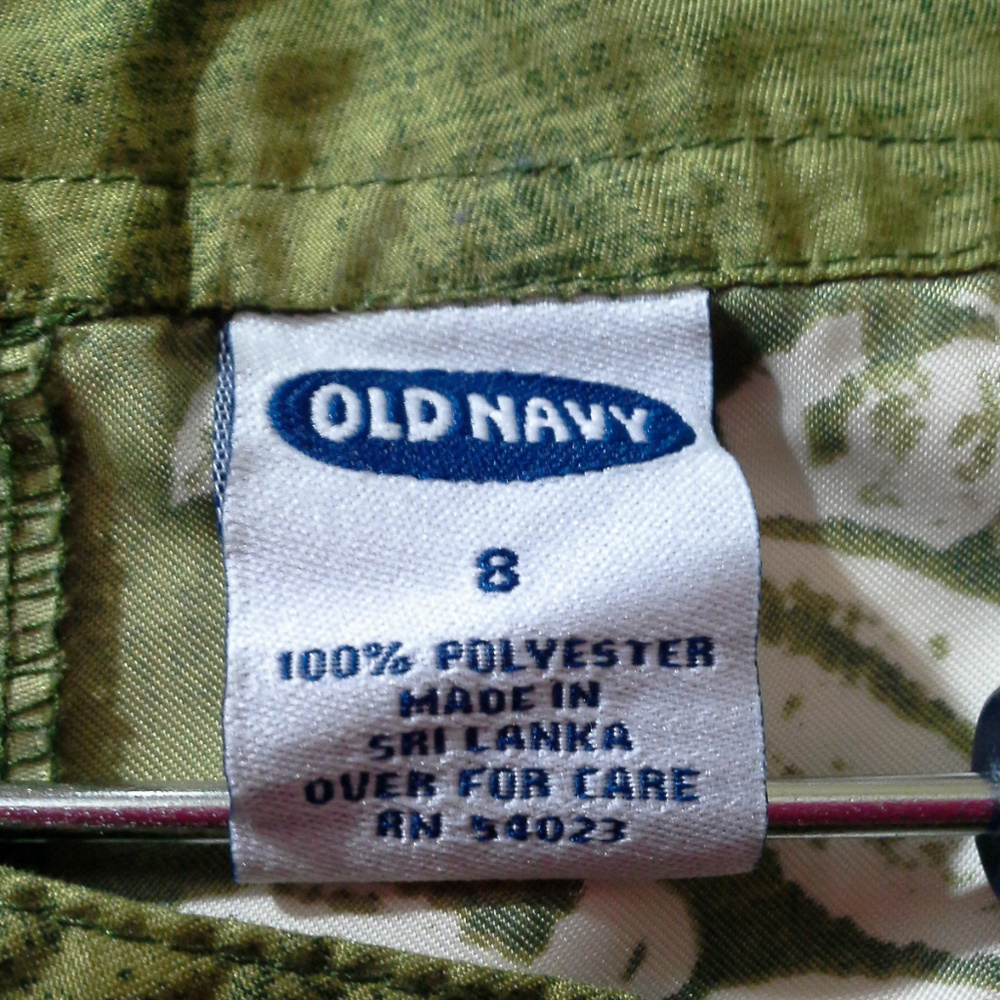 OLD NAVY
8
100% POLYESTER
MADE IN
SRI LANKA
OVER FOR CARE
RN 54023